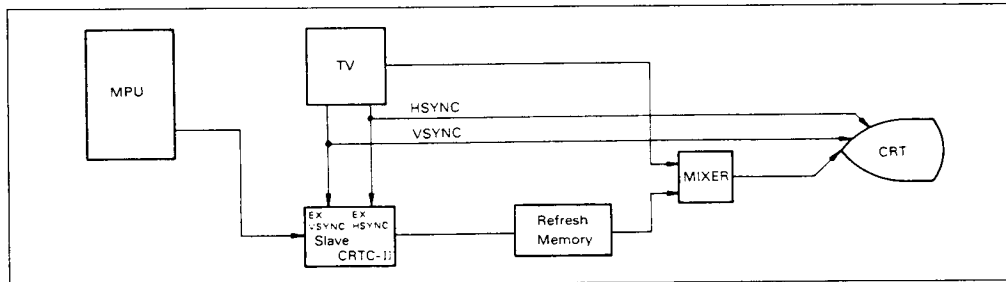 MPU
TV
HSYNC
VSYNC
CRT
MIXER
EX EX
VSYNC HSYNC
Slave
CRTC-II
Refresh
Memory